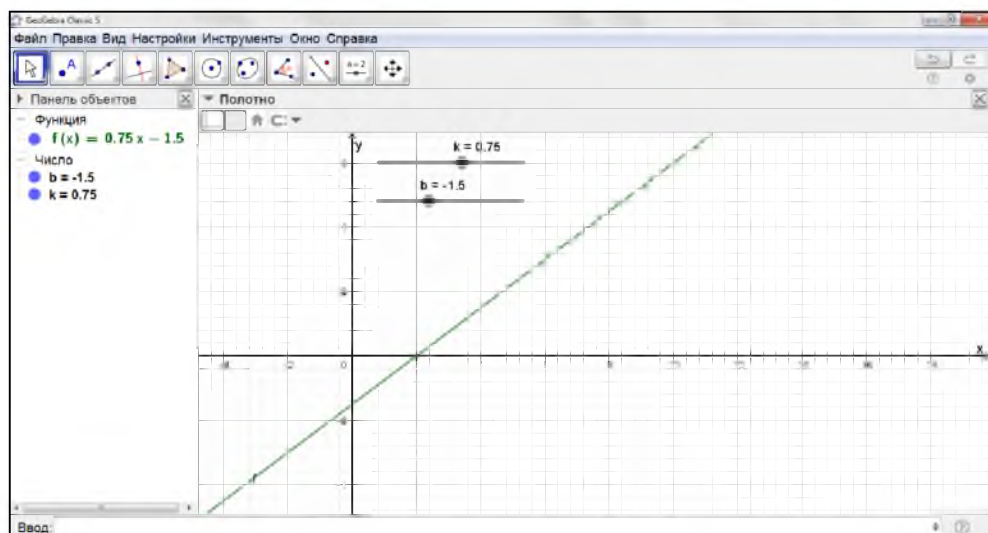 GeoGebra Classic 5
Файл Правка Вид Настройки Инструменты Окно Справка
a=2
Панель объектов
Полотно
Функция
f(x) = 0.75 x − 1.5
Число
b = -1.5
k = 0.75
y
k = 0.75
b = -1.5
x
0
f
Ввод: